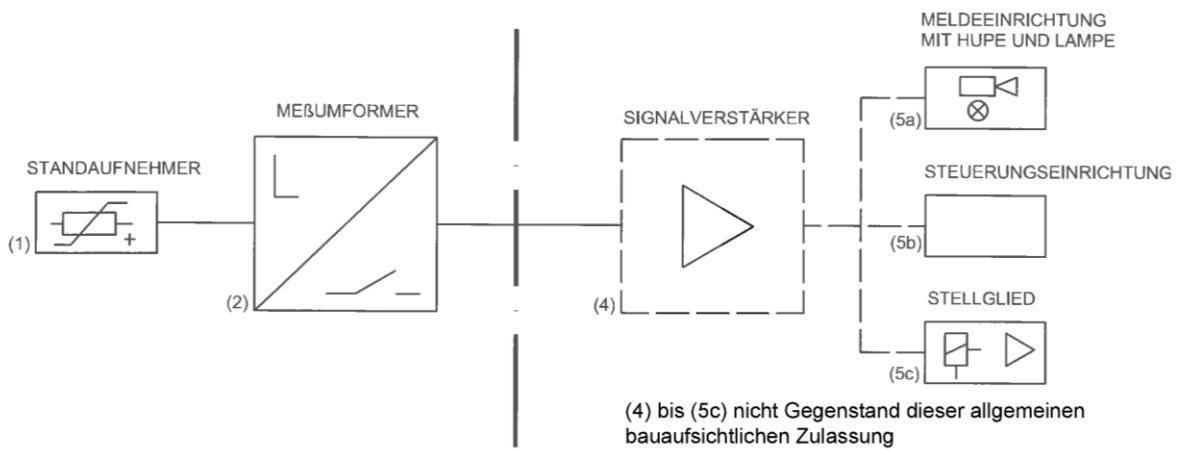 MELDEEINRICHTUNG
MIT HUPE UND LAMPE
(5a)
MEßUMFORMER
SIGNALVERSTÄRKER
STANDAUFNEHMER
STEUERUNGSEINRICHTUNG
+
(1)
(5b)
(2)
(4)
STELLGLIED
(5c)
(4) bis (5c) nicht Gegenstand dieser allgemeinen
bauaufsichtlichen Zulassung